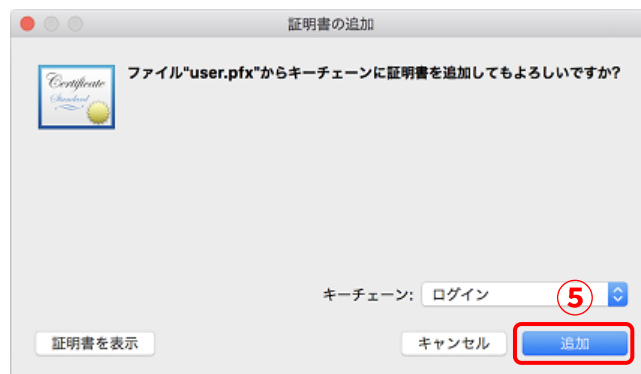 証明書の追加
Certificate
Standard
ファイル"user.pfx"からキーチェーンに証明書を追加してもよろしいですか?
キーチェーン: ログイン
⑤
証明書を表示 キャンセル 追加